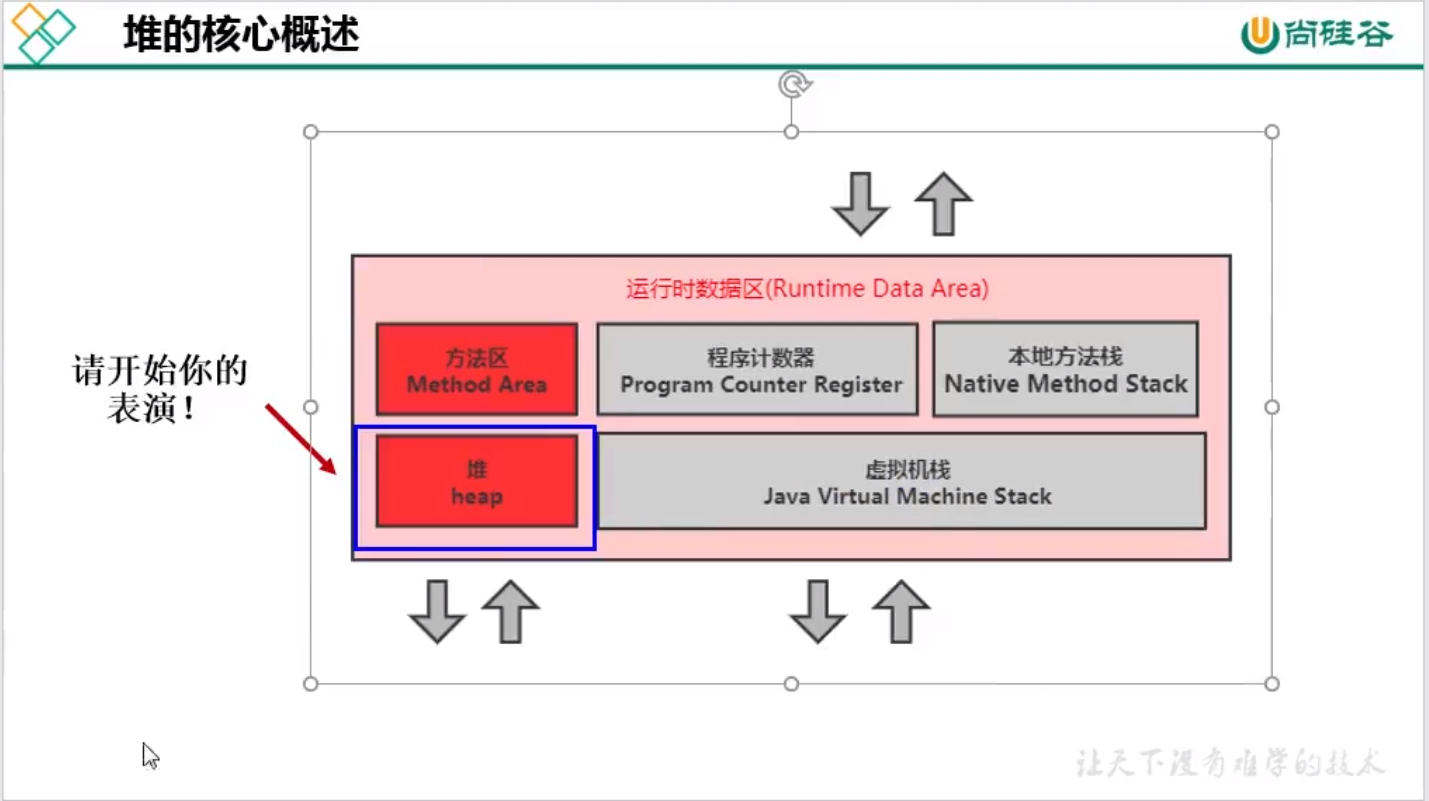 堆的核心概述
尚硅谷
运行时数据区(Runtime Data Area)
方法区
Method Area
程序计数器
Program Counter Register
本地方法栈
Native Method Stack
请开始你的
表演！
堆
heap
虚拟机栈
Java Virtual Machine Stack
让天下没有难学的技术